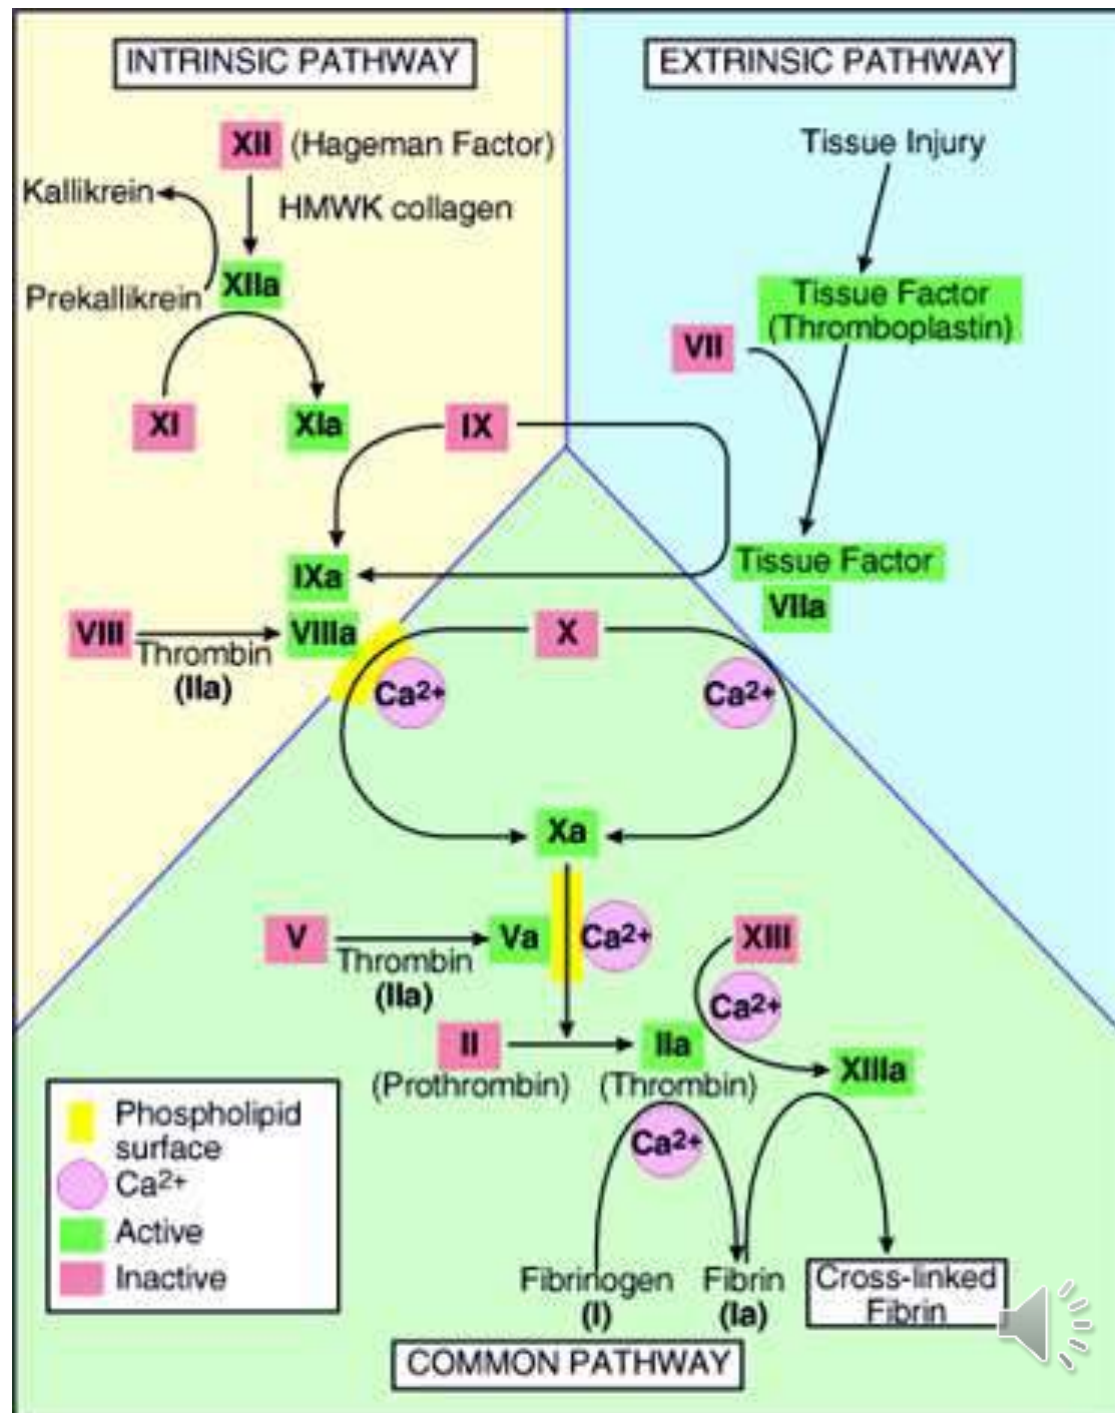 INTRINSIC PATHWAY
XII (Hageman Factor)
Kallikrein
HMWK collagen
Prekallikrein
XIIa
XI
XIa
IX
IXa
VIII
Thrombin
(IIa)
VIIIa
EXTRINSIC PATHWAY
Tissue Injury
Tissue Factor
(Thromboplastin)
VII
Tissue Factor
VIIa
X
Ca2+
Ca2+
Xa
V
Thrombin
(IIa)
Va
Ca2+
XIII
Ca2+
II
(Prothrombin)
IIa
(Thrombin)
XIIIa
Ca2+
Fibrinogen
(I)
Fibrin
(Ia)
Cross-linked
Fibrin
Phospholipid
surface
Ca2+
Active
Inactive
COMMON PATHWAY